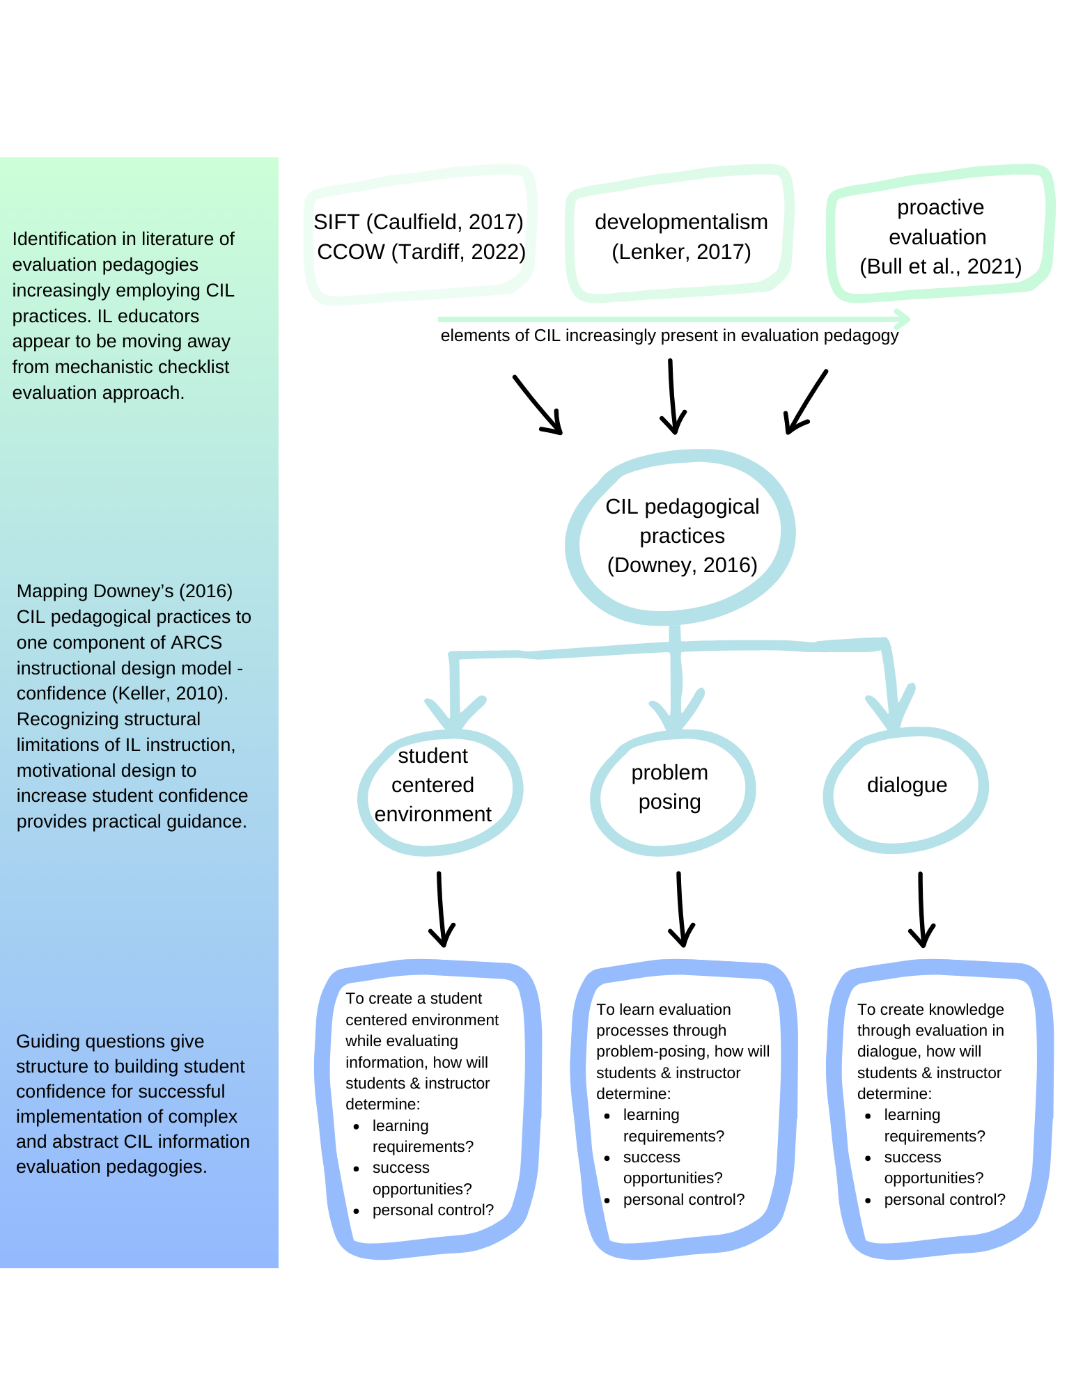 Identification in literature of
evaluation pedagogies
increasingly employing CIL
practices. IL educators
appear to be moving away
from mechanistic checklist
evaluation approach.
SIFT (Caulfield, 2017)
CCOW (Tardiff, 2022)
developmentalism
(Lenker, 2017)
proactive
evaluation
(Bull et al., 2021)
elements of CIL increasingly present in evaluation pedagogy
Mapping Downey’s (2016)
CIL pedagogical practices to
one component of ARCS
instructional design model -
confidence (Keller, 2010).
Recognizing structural
limitations of IL instruction,
motivational design to
increase student confidence
provides practical guidance.
CIL pedagogical
practices
(Downey, 2016)
student
centered
environment
problem
posing
dialogue
Guiding questions give
structure to building student
confidence for successful
implementation of complex
and abstract CIL information
evaluation pedagogies.
To create a student
centered environment
while evaluating
information, how will
students & instructor
determine:
• learning
requirements?
• success
opportunities?
• personal control?
To learn evaluation
processes through
problem-posing, how will
students & instructor
determine:
• learning
requirements?
• success
opportunities?
• personal control?
To create knowledge
through evaluation in
dialogue, how will
students & instructor
determine:
• learning
requirements?
• success
opportunities?
• personal control?